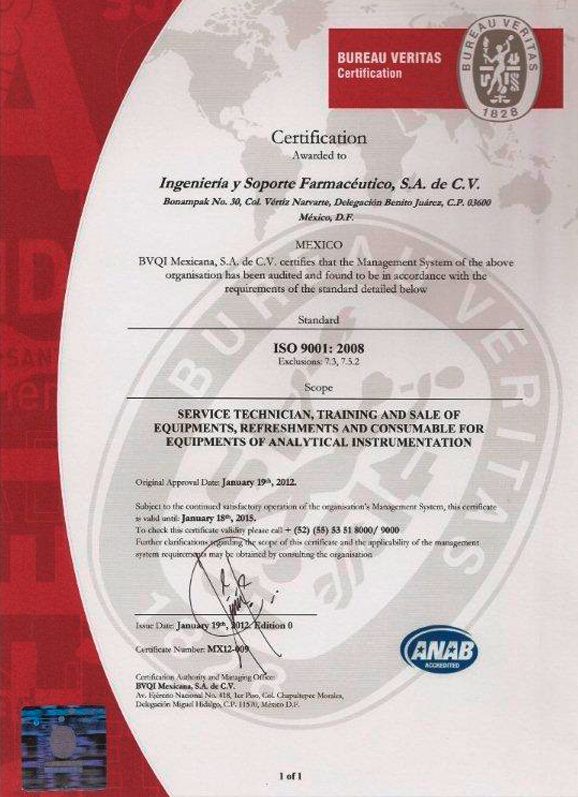 BUREAU VERITAS
Certification
BUREAU VERITAS
1828
Certification
Awarded to
Ingeniería y Soporte Farmacéutico, S.A. de C.V.
Bonampak No. 30, Col. Vértiz Narvarte, Delegación Benito Juárez, C.P. 03600
México, D.F.
MEXICO
BVQI Mexicana, S.A. de C.V. certifies that the Management System of the above
organisation has been audited and found to be in accordance with the
requirements of the standard detailed below
Standard
ISO 9001: 2008
Exclusions: 7.3, 7.5.2
Scope
SERVICE TECHNICIAN, TRAINING AND SALE OF
EQUIPMENTS, REFRESHMENTS AND CONSUMABLE FOR
EQUIPMENTS OF ANALYTICAL INSTRUMENTATION
Original Approval Date: January 19th, 2012.
Subject to the continued satisfactory operation of the organisation's Management System, this certificate
is valid until: January 18th, 2015.
To check this certificate validity please call + (52) (55) 53 51 8000/ 9000
Further clarifications regarding the scope of this certificate and the applicability of the management
system requirements may be obtained by consulting the organisation
Issue Date: January 19th, 2012. Edition 0
Certificate Number: MX12-009
ANAB
ACCREDITED
Certification Authority and Managing Office:
BVQI Mexicana, S.A. de C.V.
Av. Ejército Nacional No. 418, 1er Piso, Col. Chapultepec Morales,
Delegación Miguel Hidalgo, C.P. 11570, México D.F.
1 of 1